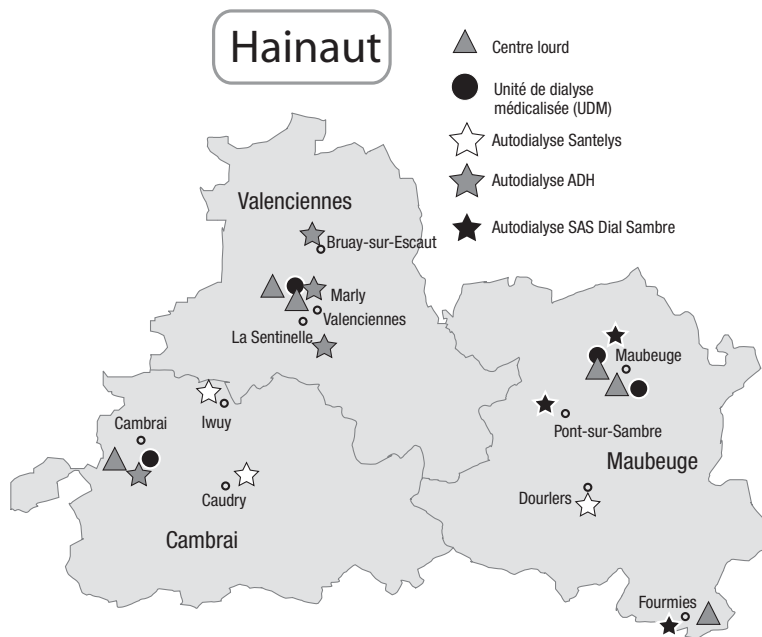 Hainaut
Centre lourd
Unité de dialyse
médicalisée (UDM)
Autodialyse Santelys
Autodialyse ADH
Autodialyse SAS Dial Sambre
Valenciennes
Bruay-sur-Escaut
Marly
Valenciennes
La Sentinelle
Maubeuge
Pont-sur-Sambre
Maubeuge
Iwuy
Cambrai
Caudry
Cambrai
Dourlers
Fourmies